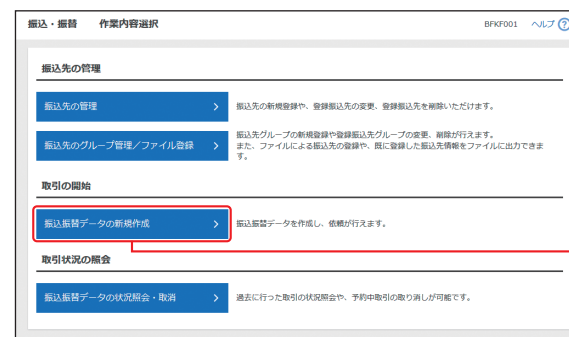 振込・振替 作業内容選択 BFKF001 ヘルプ ?
振込先の管理
振込先の管理 振込先の新規登録や、登録振込先の変更、登録振込先を削除いただけます。
振込先のグループ管理／ファイル登録 振込先グループの新規登録や登録振込先グループの変更、削除が行えます。
また、ファイルによる振込先の登録や、既に登録した振込先情報をファイルに出力できま
す。
取引の開始
振込振替データの新規作成 振込振替データを作成し、依頼が行えます。
取引状況の照会
振込振替データの状況照会・取消 過去に行った取引の状況照会や、予約中取引の取り消しが可能です。